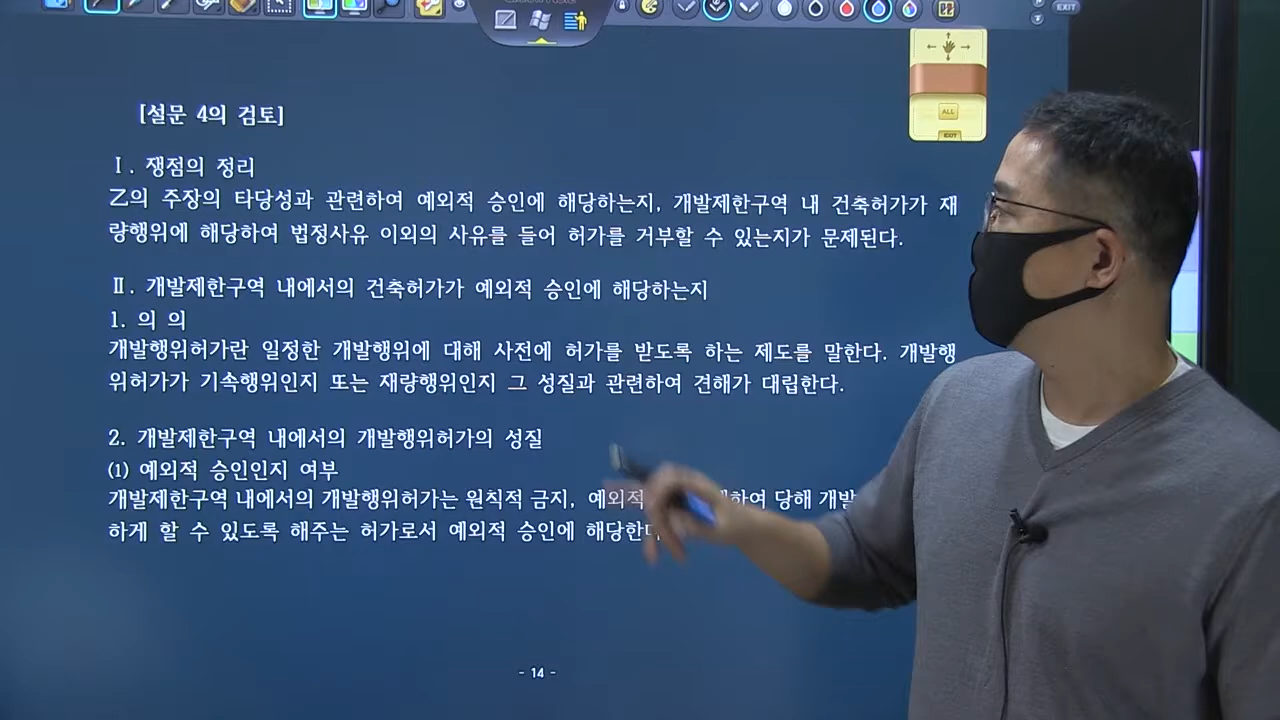 EXIT
ALL
EXIT
[설문 4의 검토]
Ⅰ. 쟁점의 정리
乙의 주장의 타당성과 관련하여 예외적 승인에 해당하는지, 개발제한구역 내 건축허가가 재
량행위에 해당하여 법정사유 이외의 사유를 들어 허가를 거부할 수 있는지가 문제된다.
Ⅱ. 개발제한구역 내에서의 건축허가가 예외적 승인에 해당하는지
1. 의 의
개발행위허가란 일정한 개발행위에 대해 사전에 허가를 받도록 하는 제도를 말한다. 개발행
위허가가 기속행위인지 또는 재량행위인지 그 성질과 관련하여 견해가 대립한다.
2. 개발제한구역 내에서의 개발행위허가의 성질
⑴ 예외적 승인인지 여부
개발제한구역 내에서의 개발행위허가는 원칙적 금지, 예외적 당해 개발
하게 할 수 있도록 해주는 허가로서 예외적 승인에 해당한다
- 14 -